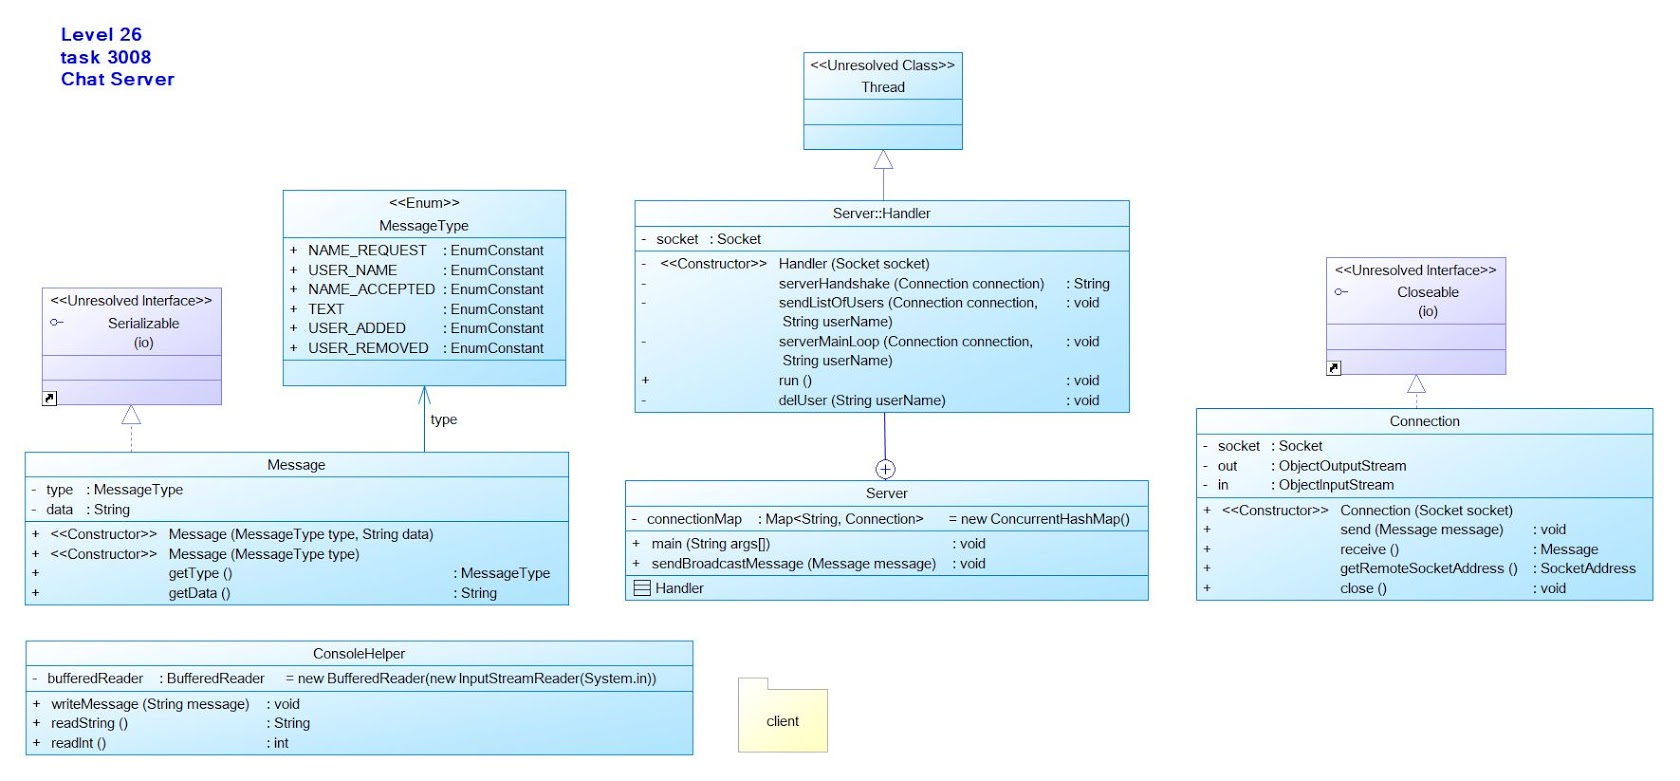 Level 26
task 3008
Chat Server
<<Unresolved Class>>
Thread
<<Enum>>
MessageType
+ NAME_REQUEST : EnumConstant
+ USER_NAME : EnumConstant
+ NAME_ACCEPTED : EnumConstant
+ TEXT : EnumConstant
+ USER_ADDED : EnumConstant
+ USER_REMOVED : EnumConstant
Server::Handler
- socket : Socket
- <<Constructor>> Handler (Socket socket)
- serverHandshake (Connection connection) : String
- sendListOfUsers (Connection connection, : void
String userName)
- serverMainLoop (Connection connection, : void
String userName)
+ run () : void
- delUser (String userName) : void
<<Unresolved Interface>>
Serializable
(io)
<<Unresolved Interface>>
Closeable
(io)
type
Message
- type : MessageType
- data : String
+ <<Constructor>> Message (MessageType type, String data)
+ <<Constructor>> Message (MessageType type)
+ getType () : MessageType
+ getData () : String
Server
- connectionMap : Map<String, Connection> = new ConcurrentHashMap()
+ main (String args[]) : void
+ sendBroadcastMessage (Message message) : void
Handler
Connection
- socket : Socket
- out : ObjectOutputStream
- in : ObjectInputStream
+ <<Constructor>> Connection (Socket socket)
+ send (Message message) : void
+ receive () : Message
+ getRemoteSocketAddress () : SocketAddress
+ close () : void
ConsoleHelper
- bufferedReader : BufferedReader = new BufferedReader(new InputStreamReader(System.in))
+ writeMessage (String message) : void
+ readString () : String
+ readInt () : int
client